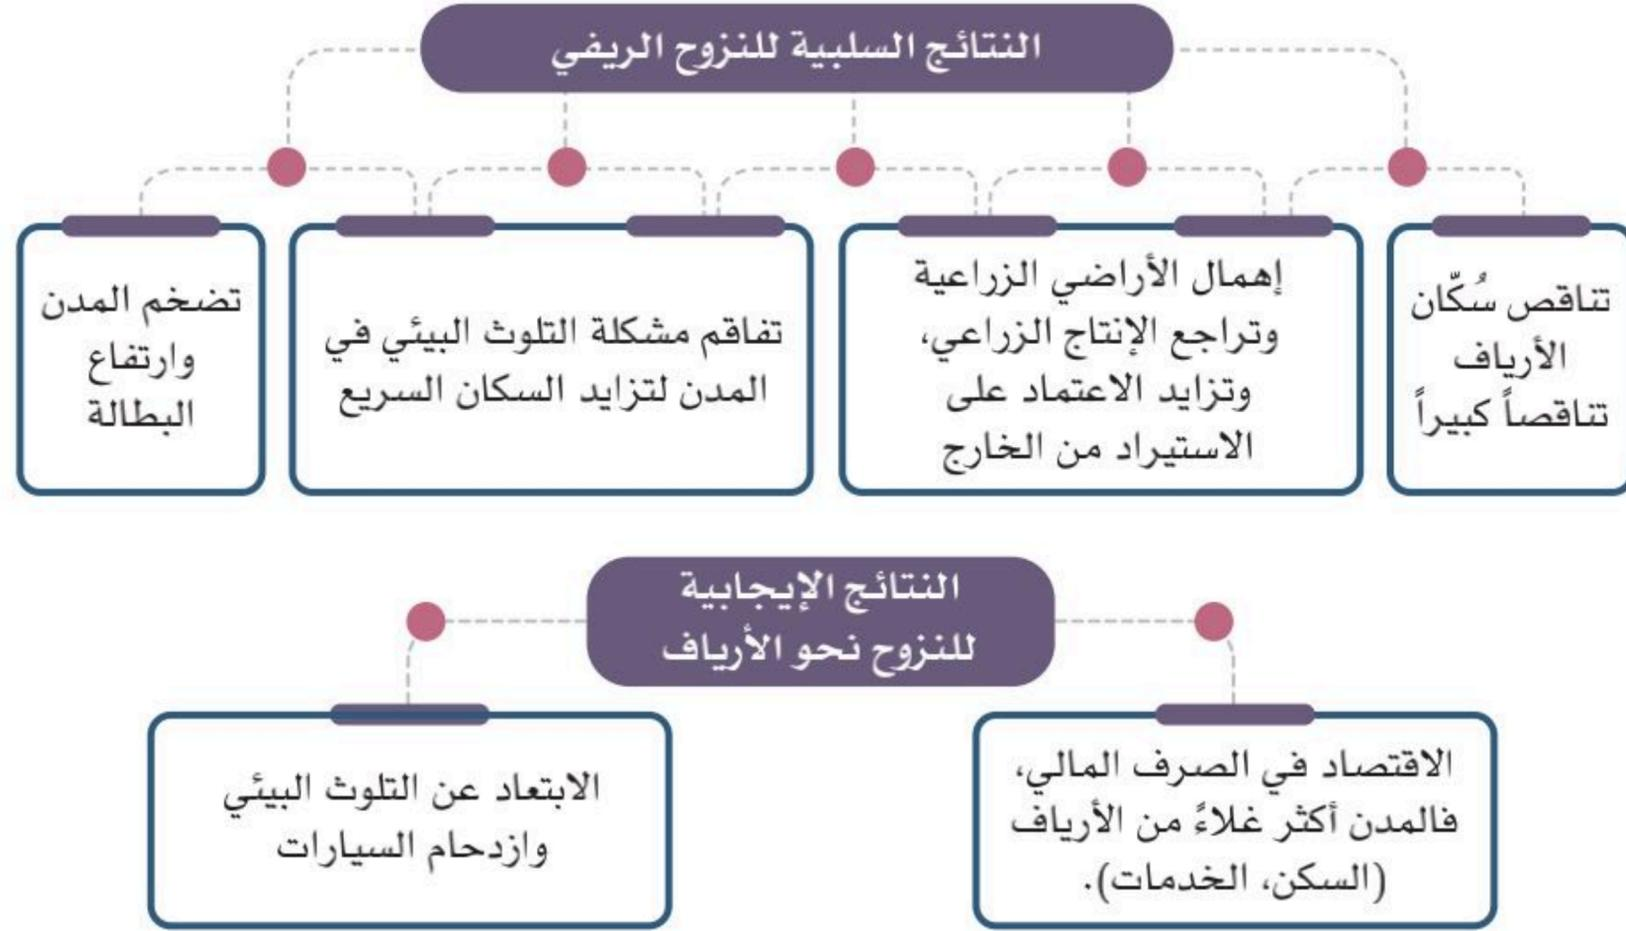 النتائج السلبية للنزوح الريفي
تناقص سُكّان
الأرياف
تناقصاً كبيراً
إهمال الأراضي الزراعية
وتراجع الإنتاج الزراعي،
وتزايد الاعتماد على
الاستيراد من الخارج
تفاقم مشكلة التلوث البيئي في
المدن لتزايد السكان السريع
تضخم المدن
وارتفاع
البطالة
النتائج الإيجابية
للنزوح نحو الأرياف
الاقتصاد في الصرف المالي،
فالمدن أكثر غلاءً من الأرياف
(السكن، الخدمات).
الابتعاد عن التلوث البيئي
وازدحام السيارات